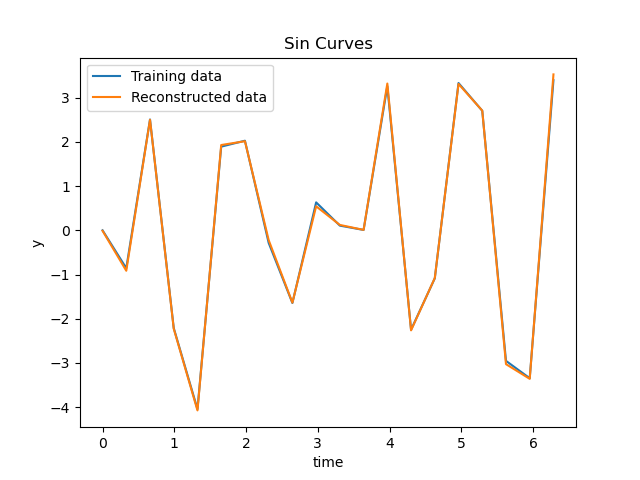 Sin Curves
Training data
Reconstructed data
3
2
1
0
−1
−2
−3
−4
y
0 1 2 3 4 5 6
time